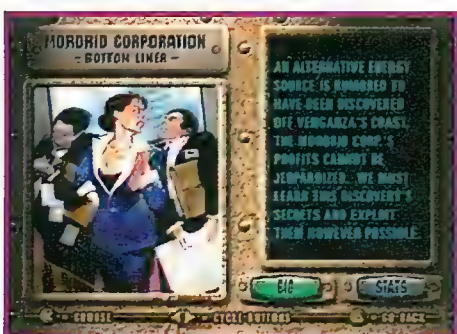 MORDRID CORPORATION
- BOTTOM LINER -
AN ALTERNATIVE ENERGY
SOURCE IS RUMORED TO
HAVE BEEN DISCOVERED
OFF VENGANZA'S COAST.
THE MORDRID CORP.'S
PROFITS CANNOT BE
JEOPARDIZED. WE MUST
LEARN THIS DISCOVERY'S
SECRETS AND EXPLOIT
THEM HOWEVER POSSIBLE.
BIO
STATS
- CHOOSE
- CYCLE BUTTONS
- GO BACK